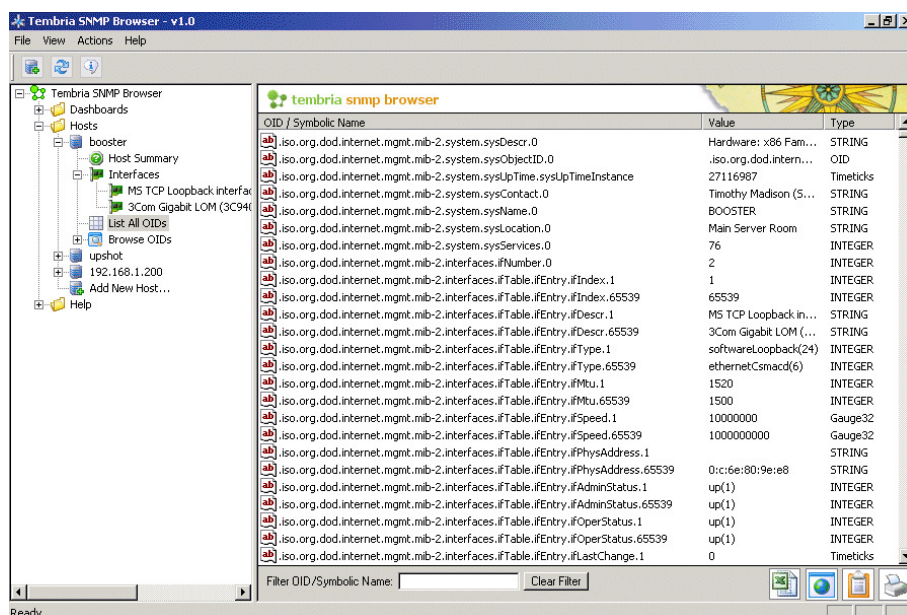 Tembria SNMP Browser - v1.0
File View Actions Help
Tembria SNMP Browser
Dashboards
Hosts
booster
Host Summary
Interfaces
MS TCP Loopback interfac
3Com Gigabit LOM (3C940
List All OIDs
Browse OIDs
upshot
192.168.1.200
Add New Host...
Help
tembria snmp browser
OID / Symbolic Name Value Type
.iso.org.dod.internet.mgmt.mib-2.system.sysDescr.0 Hardware: x86 Fam... STRING
.iso.org.dod.internet.mgmt.mib-2.system.sysObjectID.0 .iso.org.dod.intern... OID
.iso.org.dod.internet.mgmt.mib-2.system.sysUpTime.sysUpTimeInstance 27116987 Timeticks
.iso.org.dod.internet.mgmt.mib-2.system.sysContact.0 Timothy Madison (S... STRING
.iso.org.dod.internet.mgmt.mib-2.system.sysName.0 BOOSTER STRING
.iso.org.dod.internet.mgmt.mib-2.system.sysLocation.0 Main Server Room STRING
.iso.org.dod.internet.mgmt.mib-2.system.sysServices.0 76 INTEGER
.iso.org.dod.internet.mgmt.mib-2.interfaces.ifNumber.0 2 INTEGER
.iso.org.dod.internet.mgmt.mib-2.interfaces.ifTable.ifEntry.ifIndex.1 1 INTEGER
.iso.org.dod.internet.mgmt.mib-2.interfaces.ifTable.ifEntry.ifIndex.65539 65539 INTEGER
.iso.org.dod.internet.mgmt.mib-2.interfaces.ifTable.ifEntry.ifDescr.1 MS TCP Loopback in... STRING
.iso.org.dod.internet.mgmt.mib-2.interfaces.ifTable.ifEntry.ifDescr.65539 3Com Gigabit LOM (... STRING
.iso.org.dod.internet.mgmt.mib-2.interfaces.ifTable.ifEntry.ifType.1 softwareLoopback(24) INTEGER
.iso.org.dod.internet.mgmt.mib-2.interfaces.ifTable.ifEntry.ifType.65539 ethernetCsmacd(6) INTEGER
.iso.org.dod.internet.mgmt.mib-2.interfaces.ifTable.ifEntry.ifMtu.1 1520 INTEGER
.iso.org.dod.internet.mgmt.mib-2.interfaces.ifTable.ifEntry.ifMtu.65539 1500 INTEGER
.iso.org.dod.internet.mgmt.mib-2.interfaces.ifTable.ifEntry.ifSpeed.1 10000000 Gauge32
.iso.org.dod.internet.mgmt.mib-2.interfaces.ifTable.ifEntry.ifSpeed.65539 1000000000 Gauge32
.iso.org.dod.internet.mgmt.mib-2.interfaces.ifTable.ifEntry.ifPhysAddress.1 STRING
.iso.org.dod.internet.mgmt.mib-2.interfaces.ifTable.ifEntry.ifPhysAddress.65539 0:c:6e:80:9e:e8 STRING
.iso.org.dod.internet.mgmt.mib-2.interfaces.ifTable.ifEntry.ifAdminStatus.1 up(1) INTEGER
.iso.org.dod.internet.mgmt.mib-2.interfaces.ifTable.ifEntry.ifAdminStatus.65539 up(1) INTEGER
.iso.org.dod.internet.mgmt.mib-2.interfaces.ifTable.ifEntry.ifOperStatus.1 up(1) INTEGER
.iso.org.dod.internet.mgmt.mib-2.interfaces.ifTable.ifEntry.ifOperStatus.65539 up(1) INTEGER
.iso.org.dod.internet.mgmt.mib-2.interfaces.ifTable.ifEntry.ifLastChange.1 0 Timeticks
Filter OID/Symbolic Name: Clear Filter
Ready